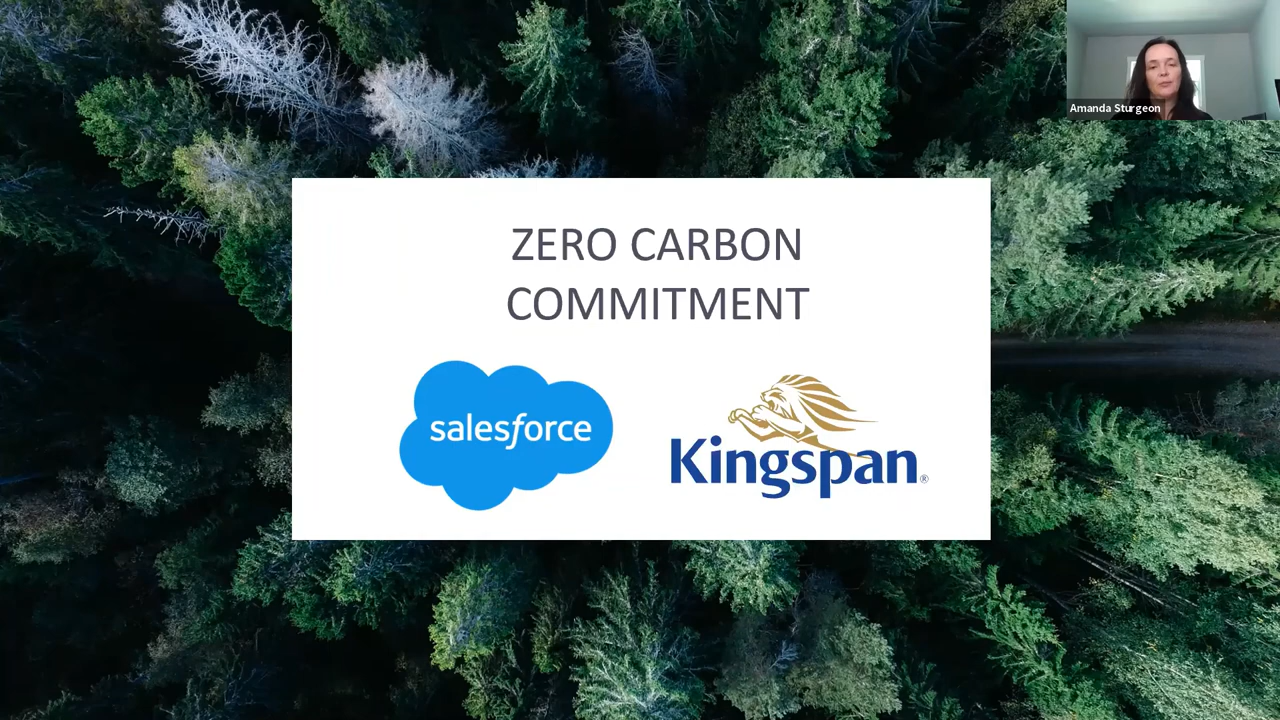 Amanda Sturgeon
ZERO CARBON
COMMITMENT
salesforce
Kingspan®